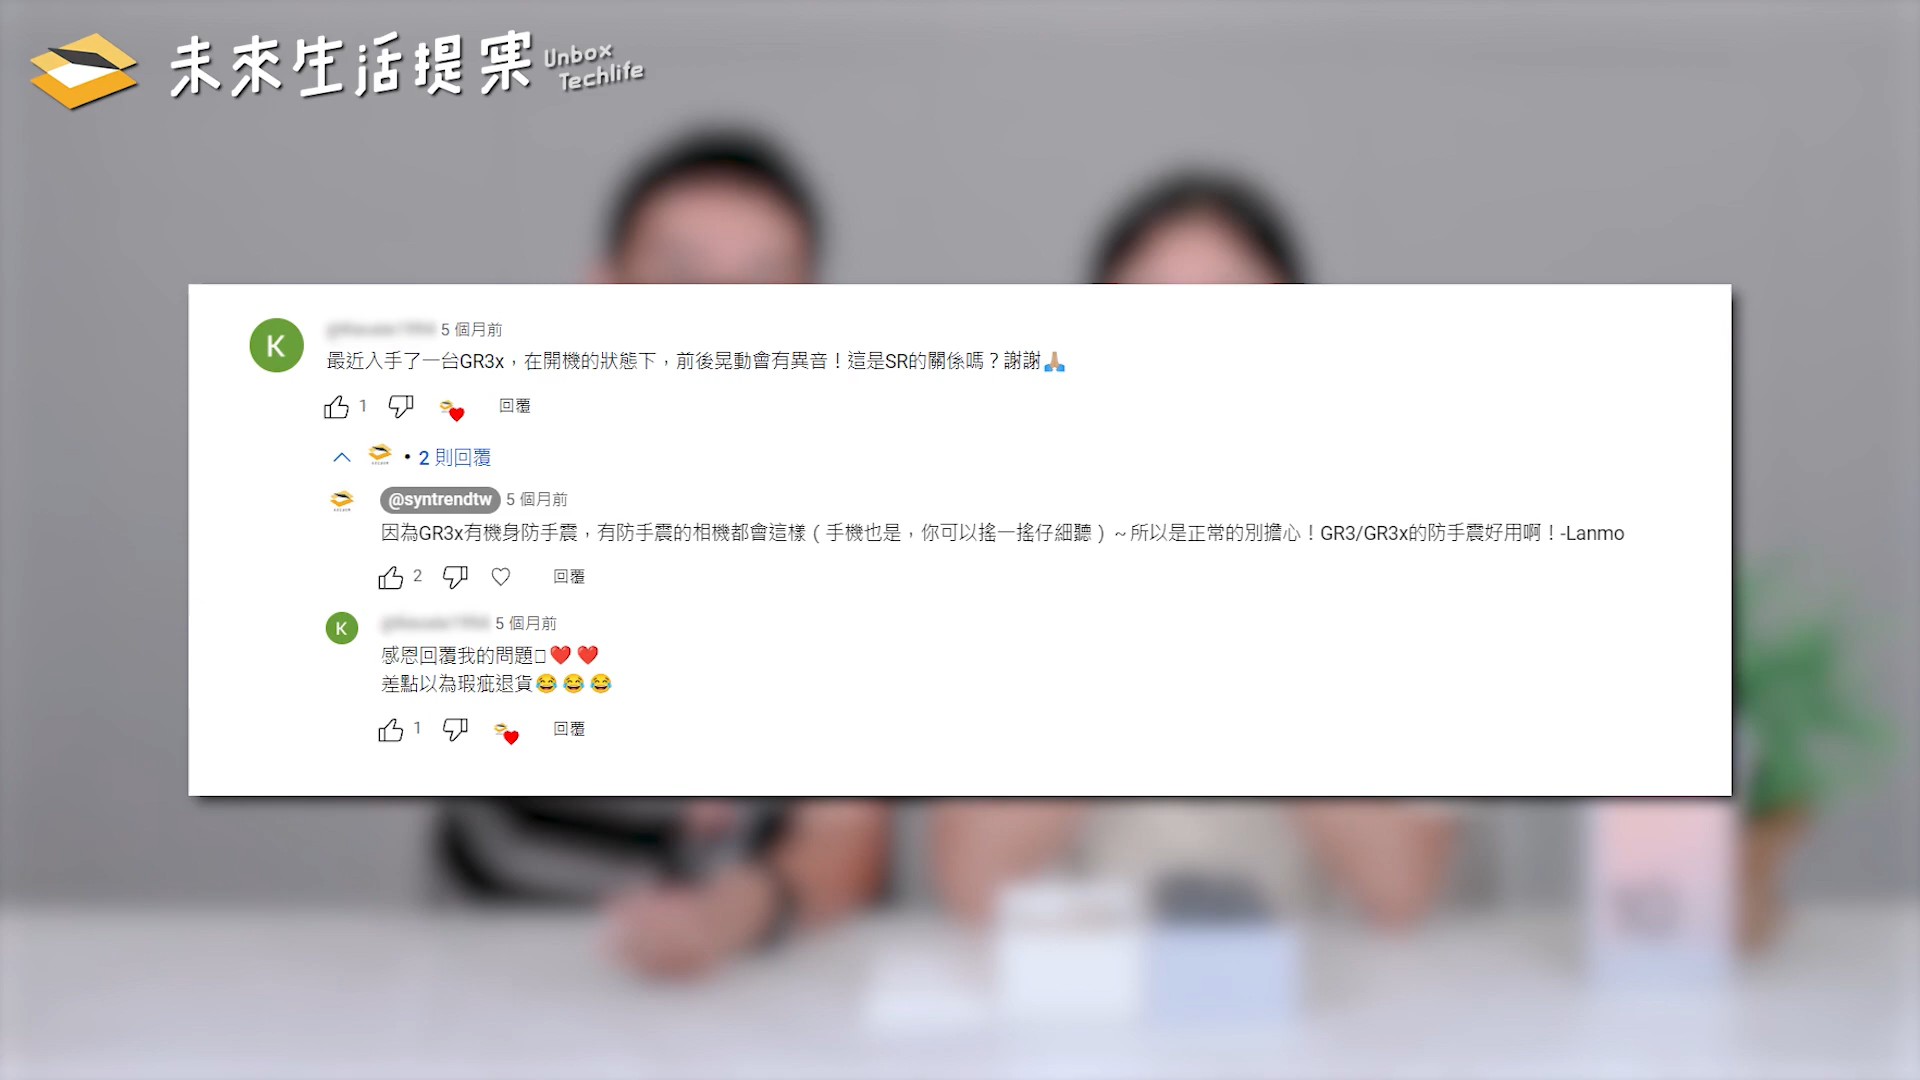 未來生活提案
Unbox
Techlife
K
5 個月前
最近入手了一台GR3x，在開機的狀態下，前後晃動會有異音！這是SR的關係嗎？謝謝🙏🏼
1
回覆
• 2 則回覆
@syntrendtw 5 個月前
因為GR3x有機身防手震，有防手震的相機都會這樣（手機也是，你可以搖一搖仔細聽）~所以是正常的別擔心！GR3/GR3x的防手震好用啊！-Lanmo
2
回覆
K
5 個月前
感恩回覆我的問題▯❤️❤️
差點以為瑕疵退貨😂😂😂
1
回覆